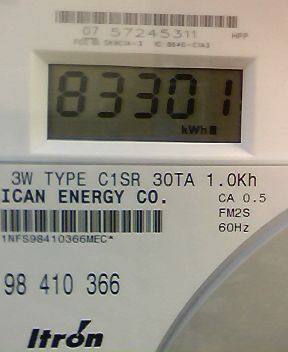 07 57245311 HPP
83301
kWh
3W TYPE C1SR 30TA 1.0Kh
ICAN ENERGY CO. CA 0.5
FM2S
1NFS98410366MEC* 60Hz
98 410 366
Itron